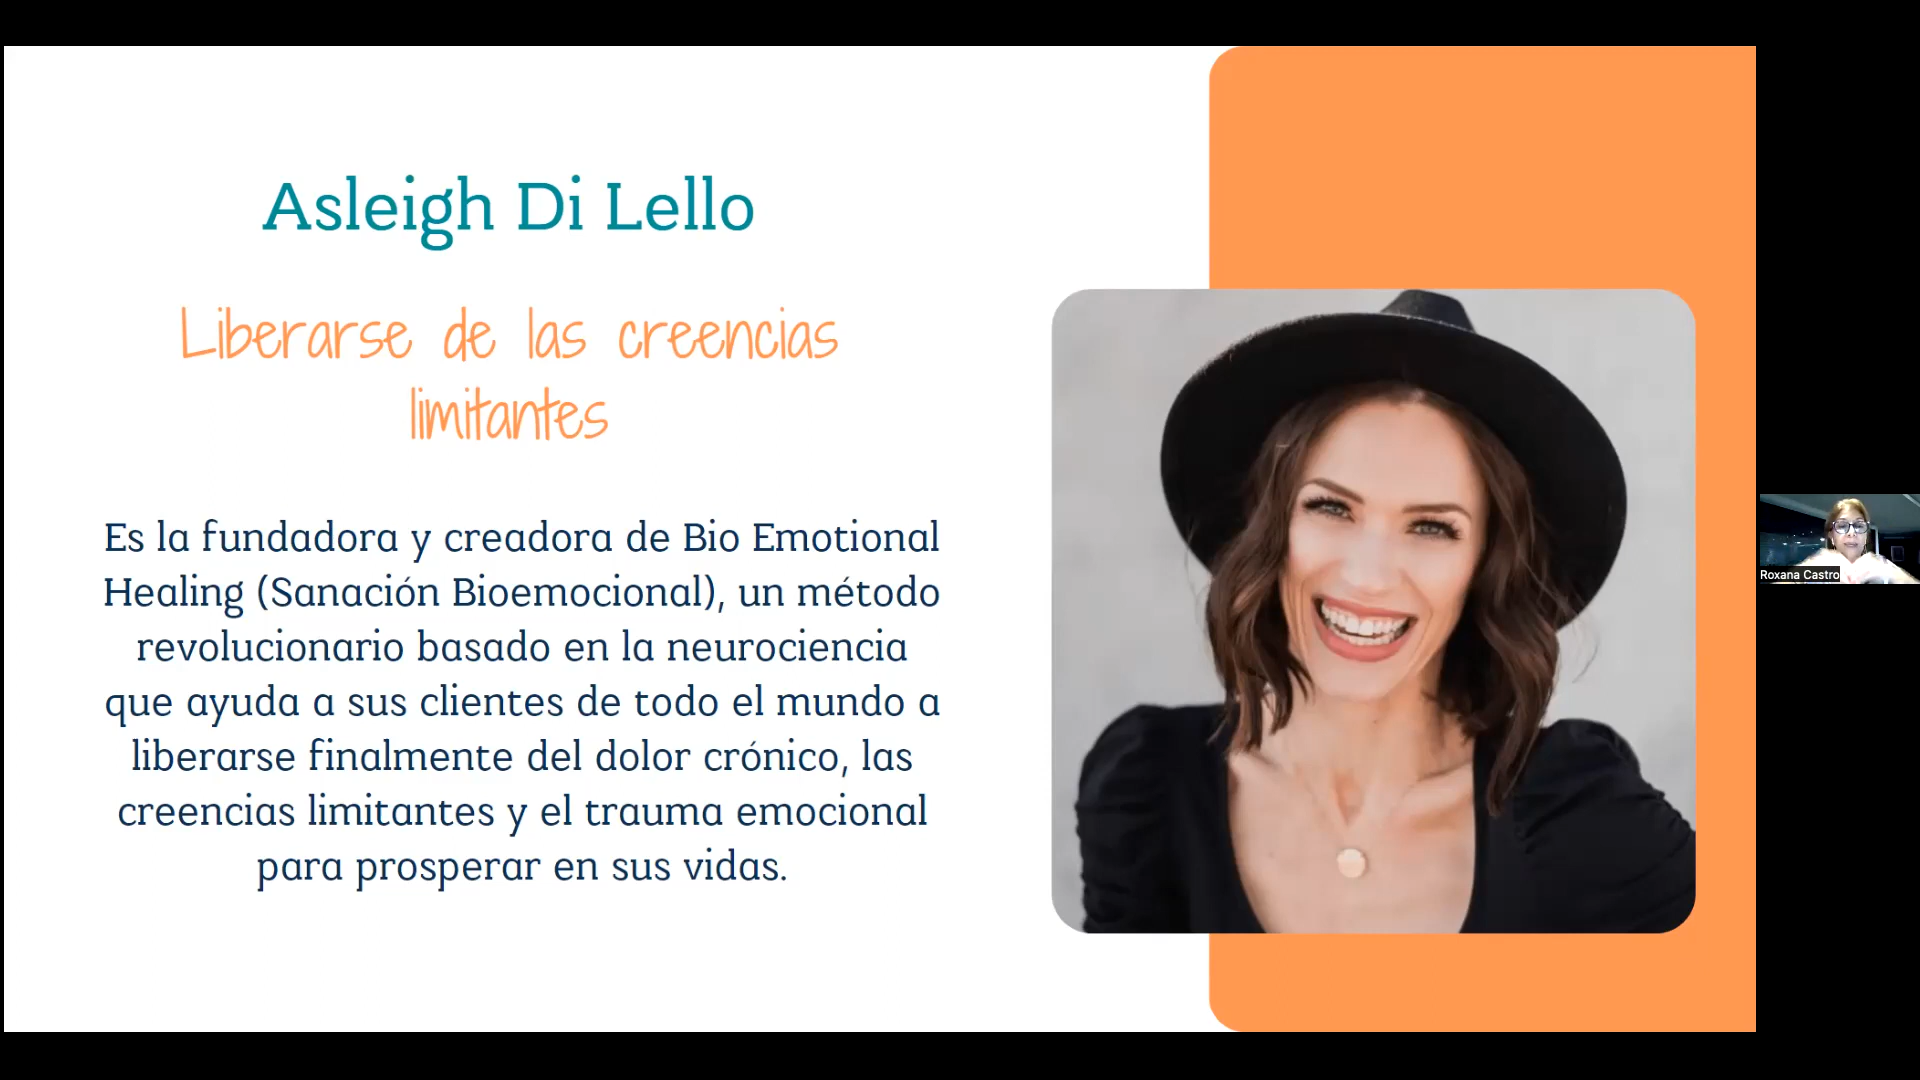 Asleigh Di Lello
Liberarse de las creencias
limitantes
Es la fundadora y creadora de Bio Emotional
Healing (Sanación Bioemocional), un método
revolucionario basado en la neurociencia
que ayuda a sus clientes de todo el mundo a
liberarse finalmente del dolor crónico, las
creencias limitantes y el trauma emocional
para prosperar en sus vidas.
Roxana Castro